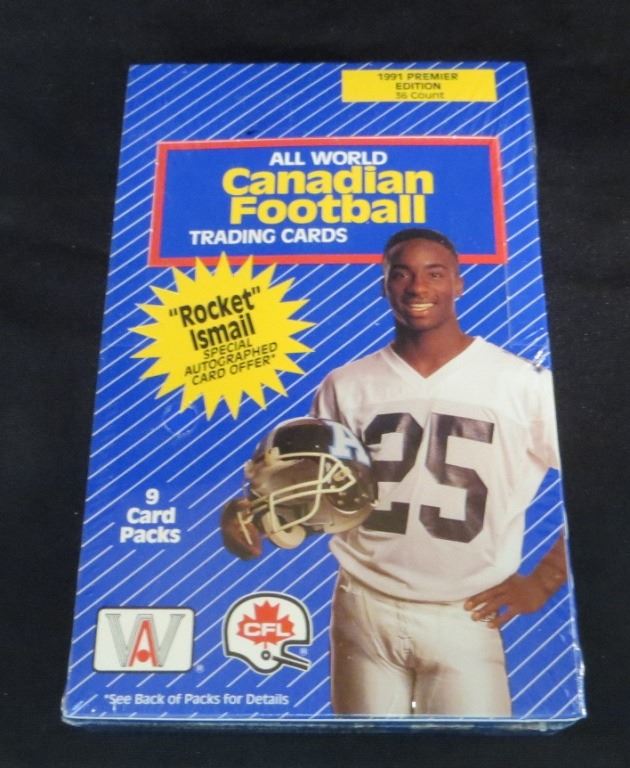 1991 PREMIER
EDITION
36 Count
ALL WORLD
Canadian
Football
TRADING CARDS
"Rocket"
Ismail
SPECIAL
AUTOGRAPHED
CARD OFFER*
A
25
9
Card
Packs
WA
®
CFL
®
*See Back of Packs for Details